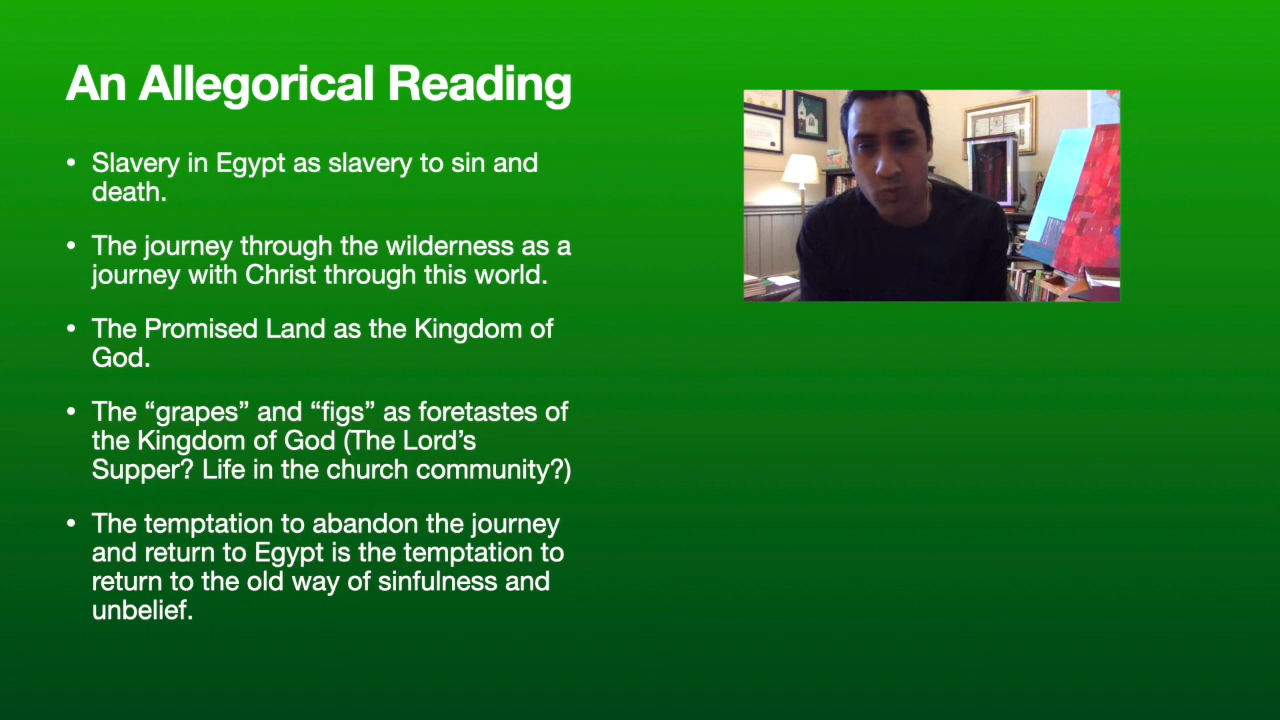 An Allegorical Reading
• Slavery in Egypt as slavery to sin and
death.
• The journey through the wilderness as a
journey with Christ through this world.
• The Promised Land as the Kingdom of
God.
• The “grapes” and “figs” as foretastes of
the Kingdom of God (The Lord’s
Supper? Life in the church community?)
• The temptation to abandon the journey
and return to Egypt is the temptation to
return to the old way of sinfulness and
unbelief.